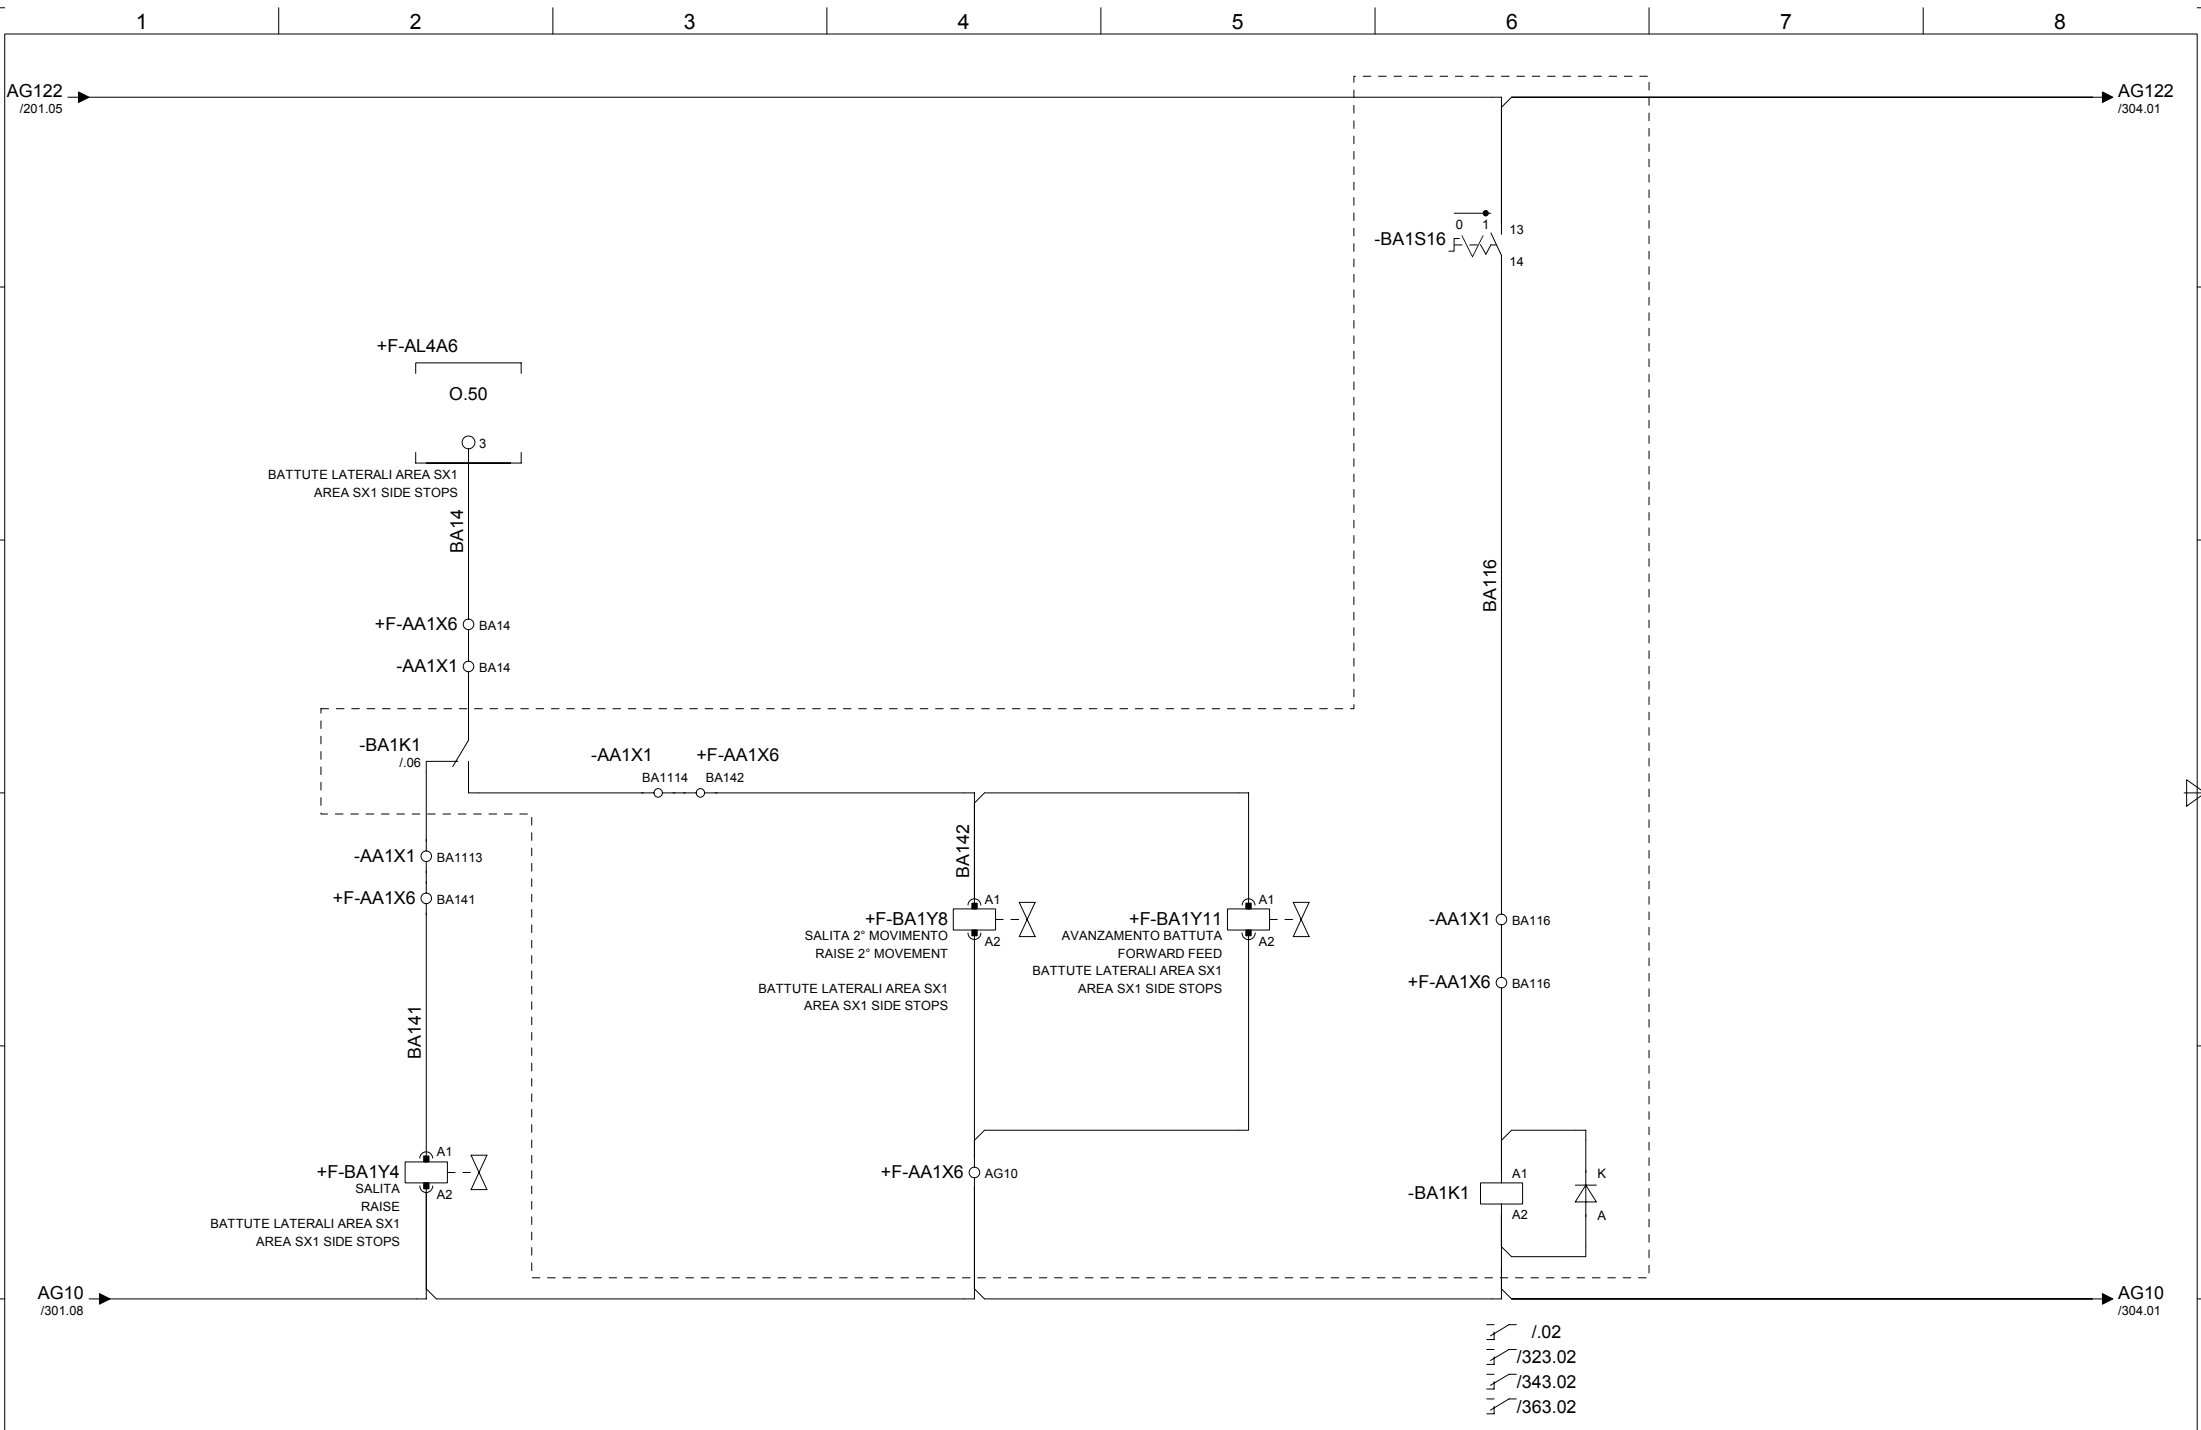 1 2 3 4 5 6 7 8
AG122
/201.05
AG122
/304.01
0 1
13
-BA1S16
14
+F-AL4A6
O.50
3
BATTUTE LATERALI AREA SX1
AREA SX1 SIDE STOPS
BA14
BA116
+F-AA1X6 BA14
-AA1X1 BA14
-BA1K1
/.06
-AA1X1 +F-AA1X6
BA1114 BA142
BA142
-AA1X1 BA1113
+F-AA1X6 BA141
BA141
A1
+F-BA1Y8
A2
SALITA 2° MOVIMENTO
RAISE 2° MOVEMENT
BATTUTE LATERALI AREA SX1
AREA SX1 SIDE STOPS
A1
+F-BA1Y11
A2
AVANZAMENTO BATTUTA
FORWARD FEED
BATTUTE LATERALI AREA SX1
AREA SX1 SIDE STOPS
-AA1X1 BA116
+F-AA1X6 BA116
A1
+F-BA1Y4
A2
SALITA
RAISE
BATTUTE LATERALI AREA SX1
AREA SX1 SIDE STOPS
+F-AA1X6 AG10
A1
-BA1K1
A2
K
A
AG10
/301.08
AG10
/304.01
/.02
/323.02
/343.02
/363.02